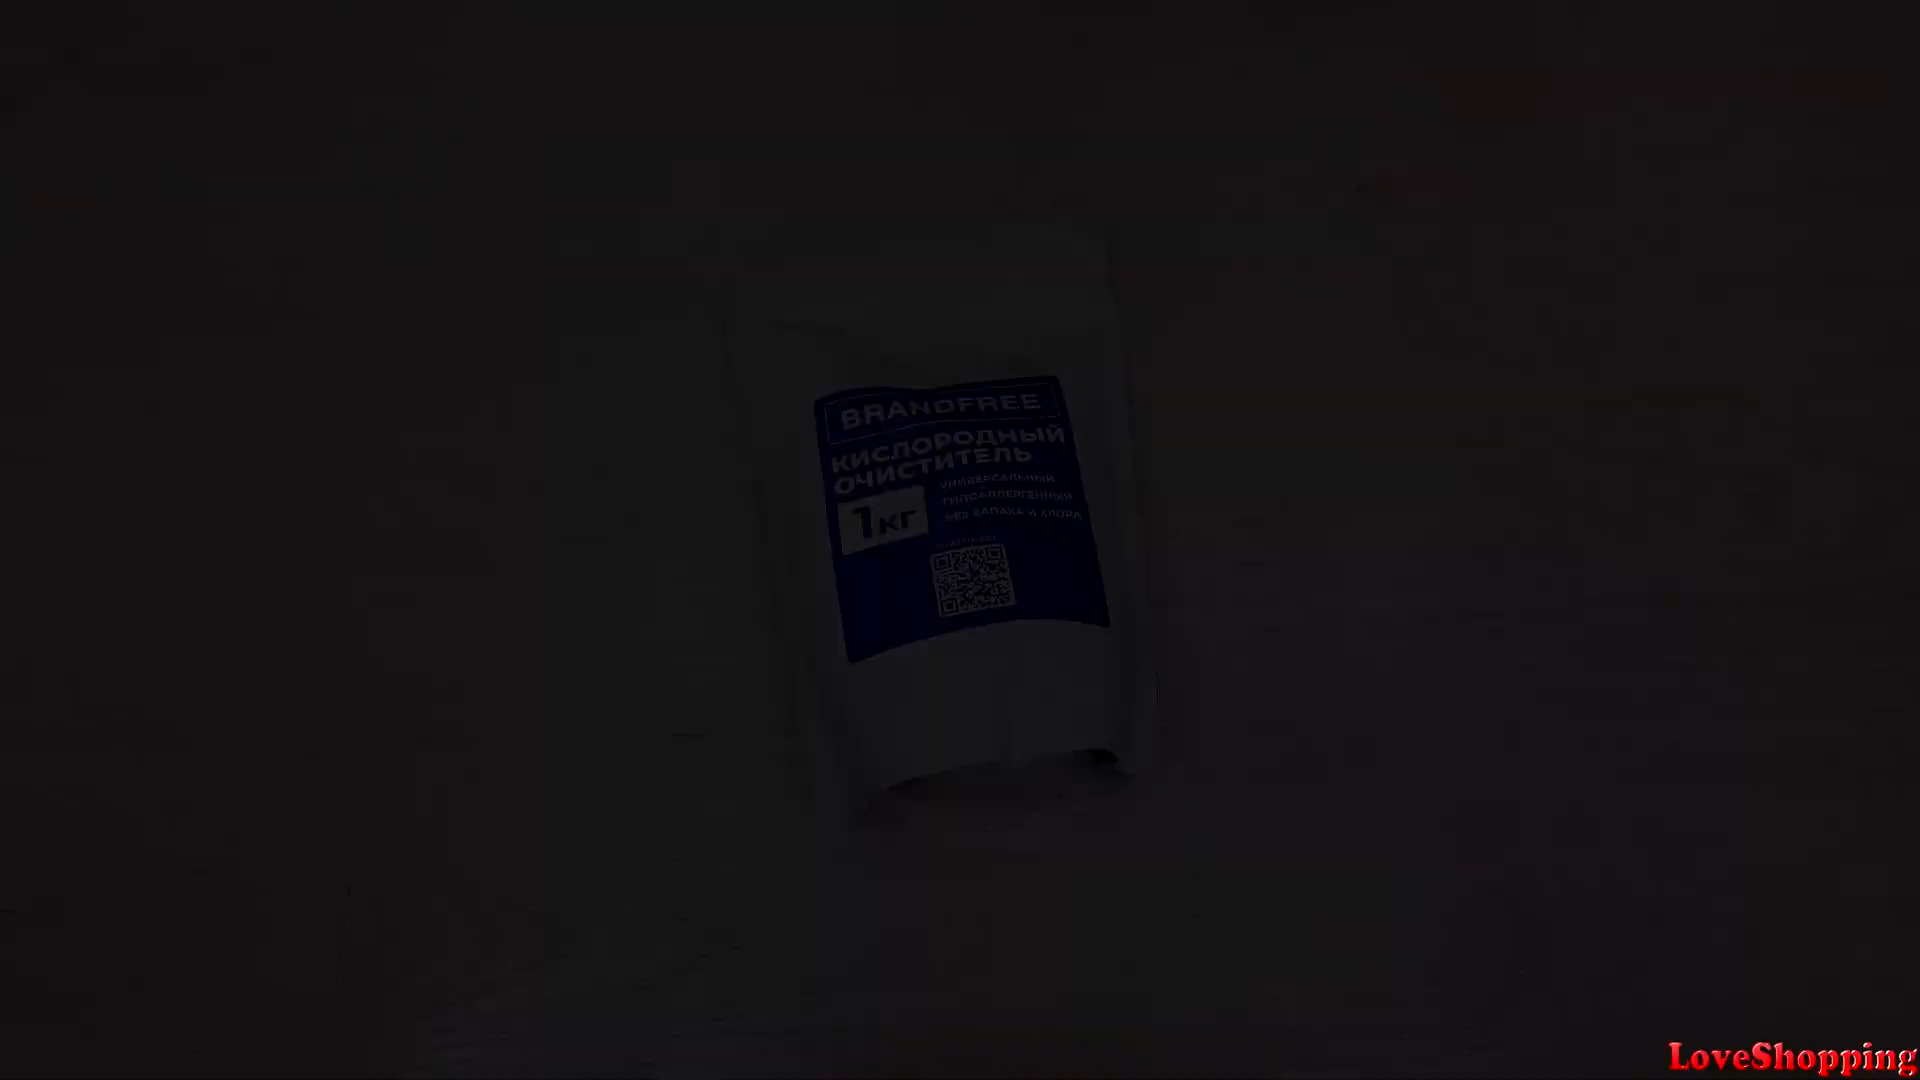 BRANDFREE
КИСЛОРОДНЫЙ
ОЧИСТИТЕЛЬ
УНИВЕРСАЛЬНЫЙ
ГИПОАЛЛЕРГЕННЫЙ
БЕЗ ЗАПАХА И ХЛОРА
1кг
LoveShopping